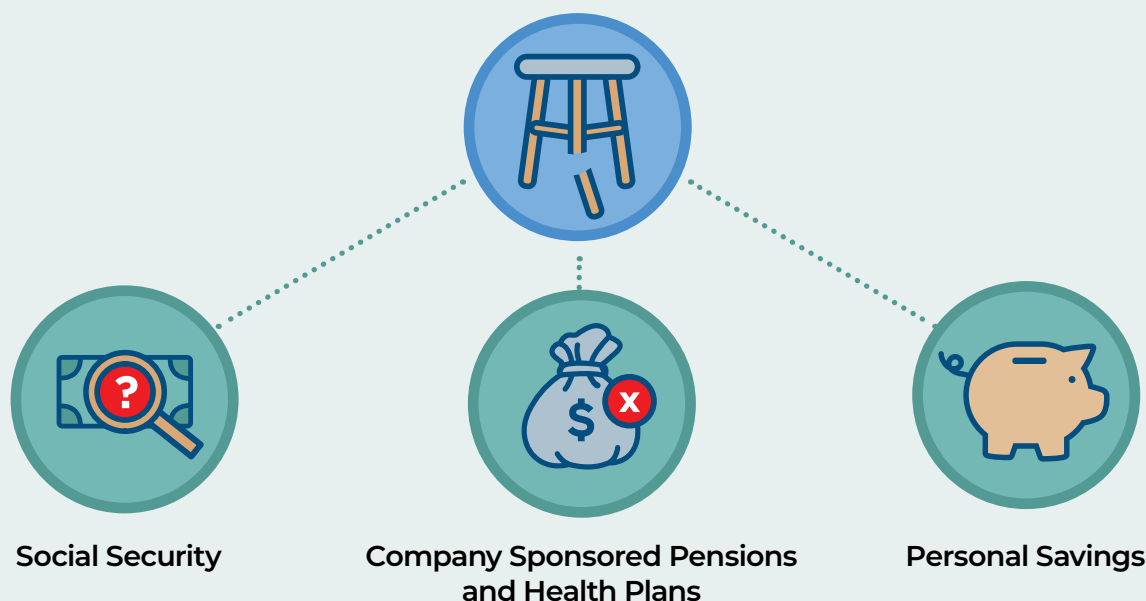 ?
$
x
Social Security
Company Sponsored Pensions
and Health Plans
Personal Savings